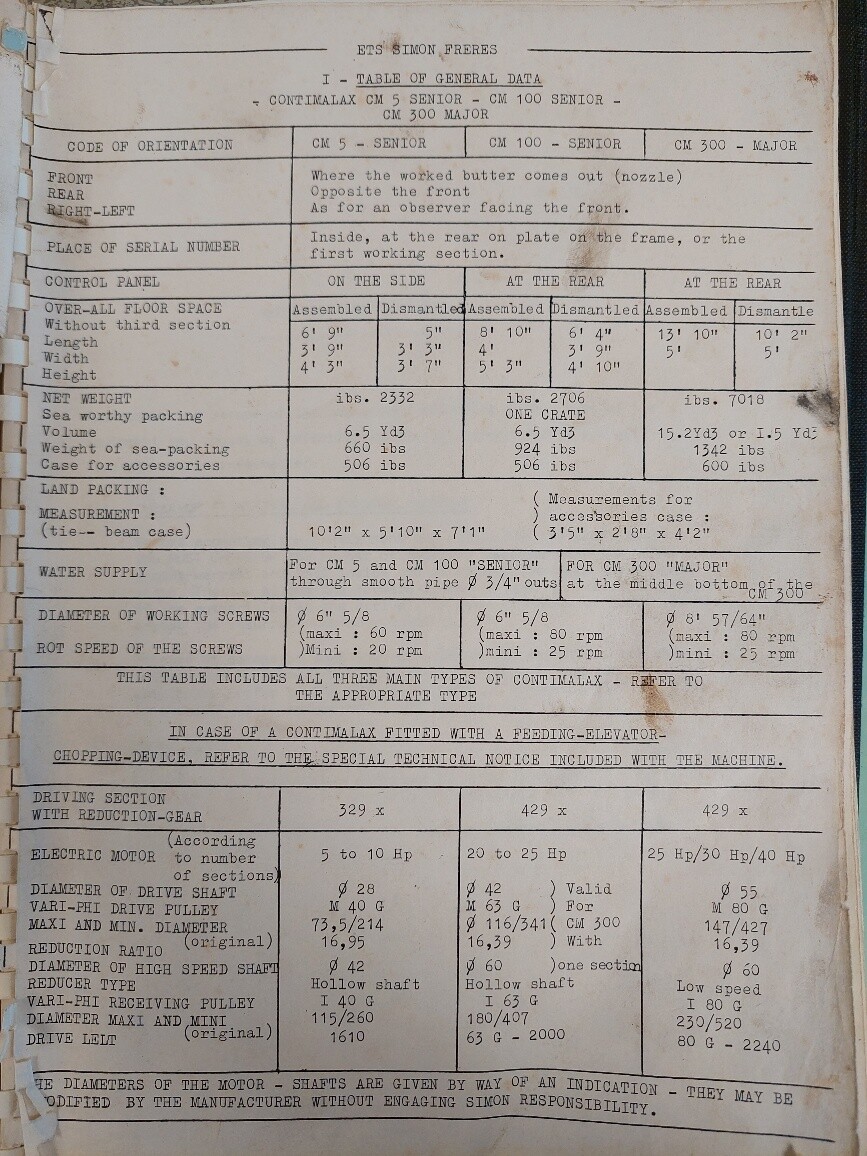 ETS SIMON FRERES
I - TABLE OF GENERAL DATA
- CONTIMALAX CM 5 SENIOR - CM 100 SENIOR -
CM 300 MAJOR
CODE OF ORIENTATION CM 5 - SENIOR CM 100 - SENIOR CM 300 - MAJOR
FRONT Where the worked butter comes out (nozzle)
REAR Opposite the front
RIGHT-LEFT As for an observer facing the front.
PLACE OF SERIAL NUMBER Inside, at the rear on plate on the frame, or the
first working section.
CONTROL PANEL ON THE SIDE AT THE REAR AT THE REAR
OVER-ALL FLOOR SPACE Assembled Dismantled Assembled Dismantled Assembled Dismantle
Without third section
Length 6' 9" 5" 8' 10" 6' 4" 13' 10" 10' 2"
Width 3' 9" 3' 3" 4' 3' 9" 5' 5'
Height 4' 3" 3' 7" 5' 3" 4' 10"
NET WEIGHT ibs. 2332 ibs. 2706 ibs. 7018
Sea worthy packing ONE CRATE
Volume 6.5 Yd3 6.5 Yd3 15.2Yd3 or I.5 Yd3
Weight of sea-packing 660 ibs 924 ibs 1342 ibs
Case for accessories 506 ibs 506 ibs 600 ibs
LAND PACKING : ( Measurements for
MEASUREMENT : ) accessories case :
(tie-- beam case) 10'2" x 5'10" x 7'1" ( 3'5" x 2'8" x 4'2"
WATER SUPPLY For CM 5 and CM 100 "SENIOR" FOR CM 300 "MAJOR"
through smooth pipe Ø 3/4" outs at the middle bottom of the
CM 300
DIAMETER OF WORKING SCREWS Ø 6" 5/8 Ø 6" 5/8 Ø 8' 57/64"
(maxi : 60 rpm (maxi : 80 rpm (maxi : 80 rpm
ROT SPEED OF THE SCREWS )Mini : 20 rpm )mini : 25 rpm )mini : 25 rpm
THIS TABLE INCLUDES ALL THREE MAIN TYPES OF CONTIMALAX - REFER TO
THE APPROPRIATE TYPE
IN CASE OF A CONTIMALAX FITTED WITH A FEEDING-ELEVATOR-
CHOPPING-DEVICE, REFER TO THE SPECIAL TECHNICAL NOTICE INCLUDED WITH THE MACHINE.
DRIVING SECTION
WITH REDUCTION-GEAR 329 x 429 x 429 x
(According
ELECTRIC MOTOR to number 5 to 10 Hp 20 to 25 Hp 25 Hp/30 Hp/40 Hp
of sections)
DIAMETER OF DRIVE SHAFT Ø 28 Ø 42 ) Valid Ø 55
VARI-PHI DRIVE PULLEY M 40 G M 63 G ) For M 80 G
MAXI AND MIN. DIAMETER 73,5/214 Ø 116/341( CM 300 147/427
REDUCTION RATIO (original) 16,95 16,39 ) With 16,39
DIAMETER OF HIGH SPEED SHAFT Ø 42 Ø 60 )one section Ø 60
REDUCER TYPE Hollow shaft Hollow shaft Low speed
VARI-PHI RECEIVING PULLEY I 40 G I 63 G I 80 G
DIAMETER MAXI AND MINI 115/260 180/407 230/520
DRIVE LELT (original) 1610 63 G - 2000 80 G - 2240
HE DIAMETERS OF THE MOTOR - SHAFTS ARE GIVEN BY WAY OF AN INDICATION - THEY MAY BE
ODIFIED BY THE MANUFACTURER WITHOUT ENGAGING SIMON RESPONSIBILITY.